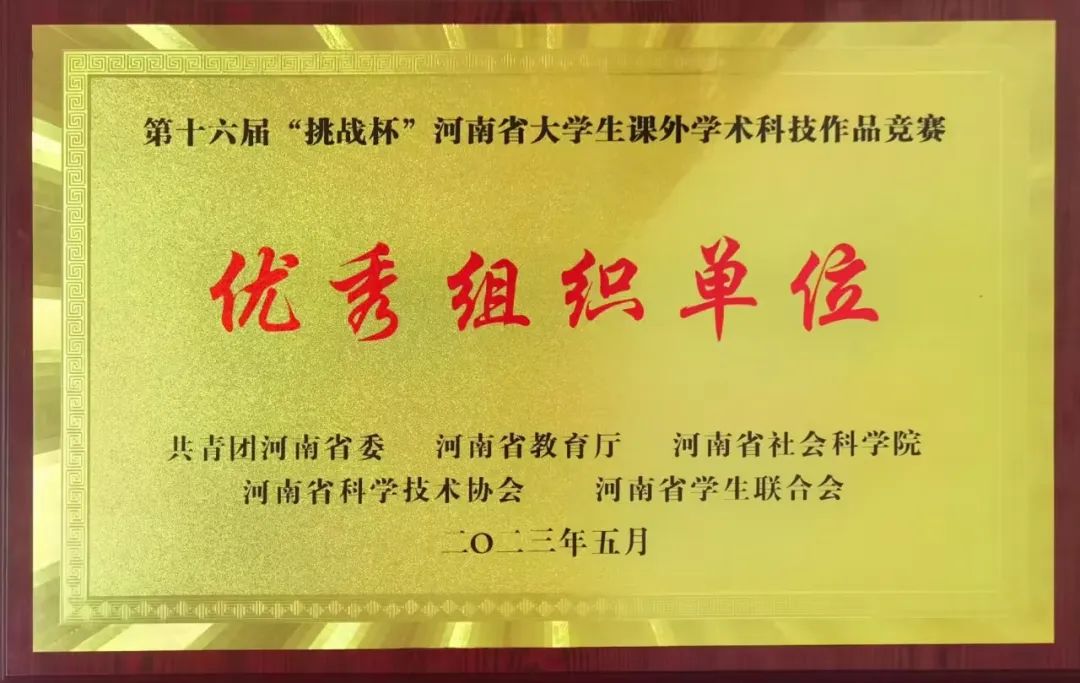 第十六届“挑战杯”河南省大学生课外学术科技作品竞赛
优秀组织单位
共青团河南省委 河南省教育厅 河南省社会科学院
河南省科学技术协会 河南省学生联合会
二〇二三年五月